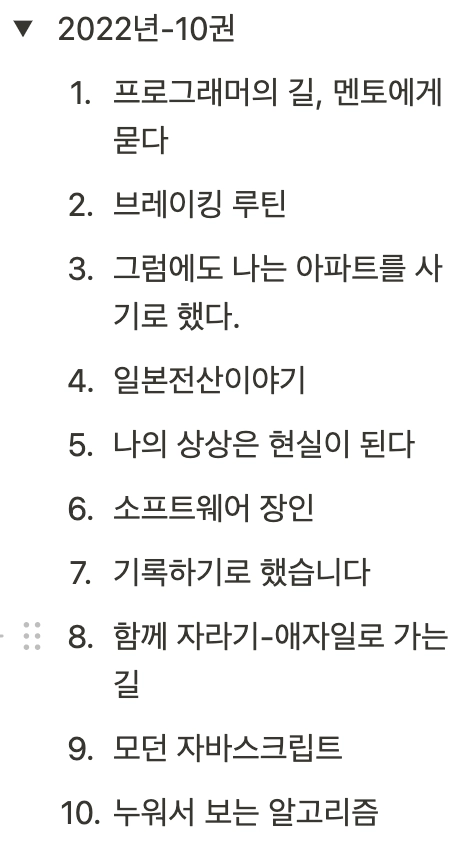 ▼ 2022년-10권
1. 프로그래머의 길, 멘토에게
묻다
2. 브레이킹 루틴
3. 그럼에도 나는 아파트를 사
기로 했다.
4. 일본전산이야기
5. 나의 상상은 현실이 된다
6. 소프트웨어 장인
7. 기록하기로 했습니다
8. 함께 자라기-애자일로 가는
길
9. 모던 자바스크립트
10. 누워서 보는 알고리즘